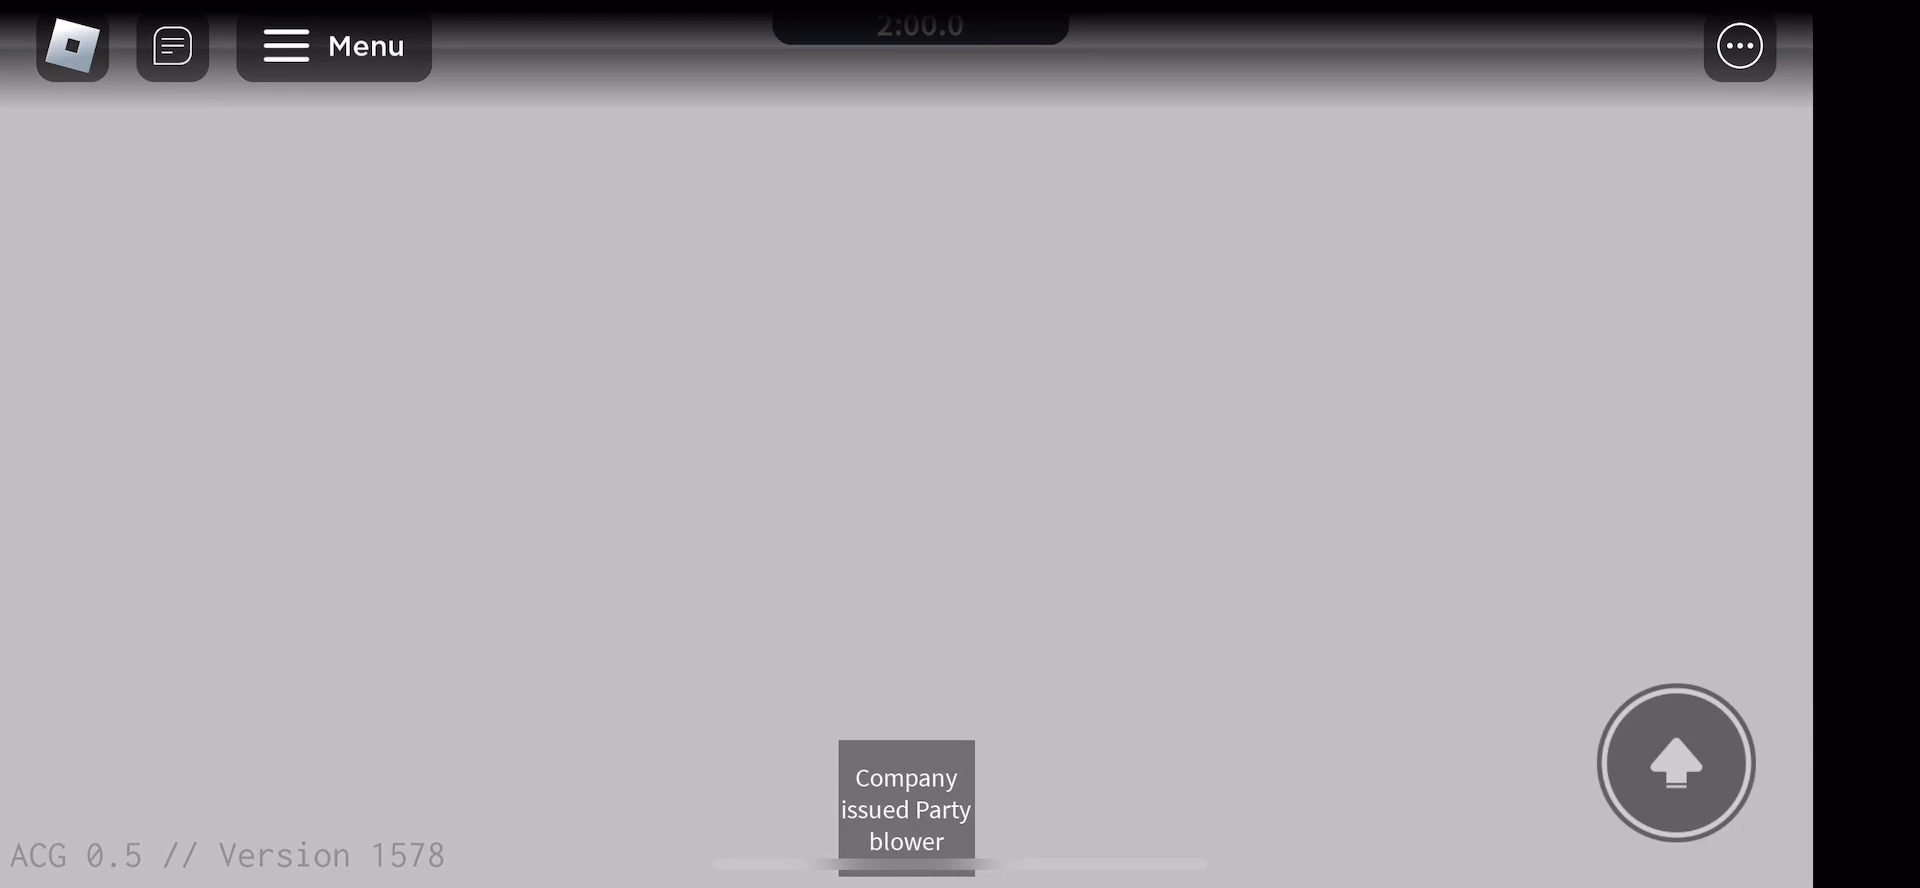 2:00.0
Menu
Company
issued Party
blower
ACG 0.5 // Version 1578